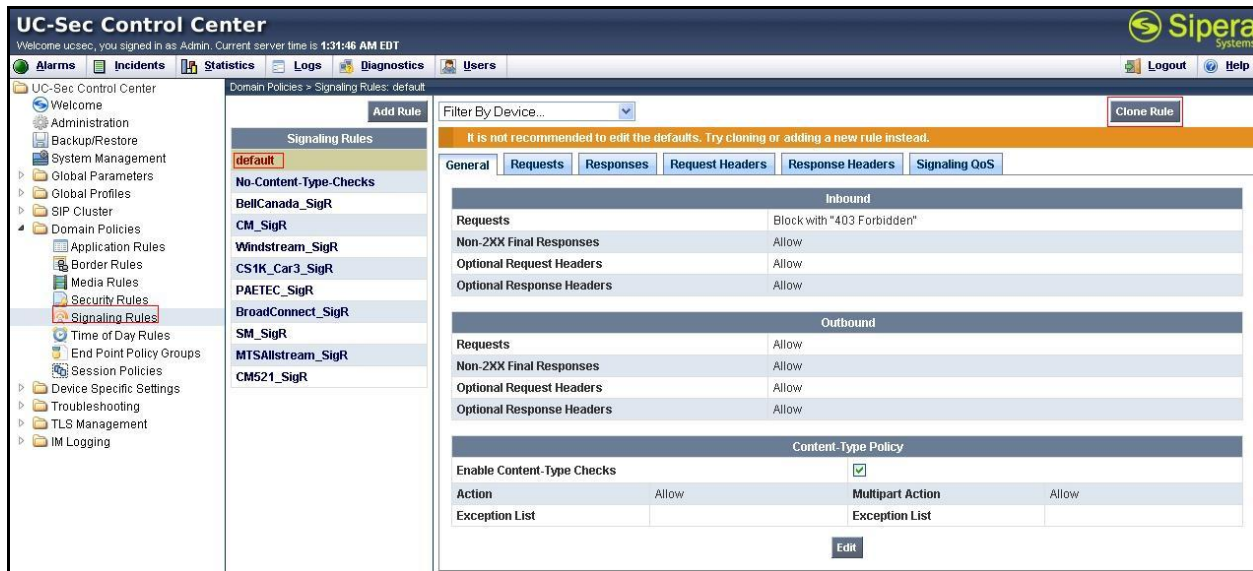 UC-Sec Control Center
Welcome ucsec, you signed in as Admin. Current server time is 1:31:46 AM EDT
Sipera
Systems
Alarms Incidents Statistics Logs Diagnostics Users Logout Help
UC-Sec Control Center
Welcome
Administration
Backup/Restore
System Management
Global Parameters
Global Profiles
SIP Cluster
Domain Policies
Application Rules
Border Rules
Media Rules
Security Rules
Signaling Rules
Time of Day Rules
End Point Policy Groups
Session Policies
Device Specific Settings
Troubleshooting
TLS Management
IM Logging
Domain Policies > Signaling Rules: default
Add Rule
Signaling Rules
default
No-Content-Type-Checks
BellCanada_SigR
CM_SigR
Windstream_SigR
CS1K_Car3_SigR
PAETEC_SigR
BroadConnect_SigR
SM_SigR
MTSAllstream_SigR
CM521_SigR
Filter By Device...
Clone Rule
It is not recommended to edit the defaults. Try cloning or adding a new rule instead.
General Requests Responses Request Headers Response Headers Signaling QoS
Inbound
Requests Block with "403 Forbidden"
Non-2XX Final Responses Allow
Optional Request Headers Allow
Optional Response Headers Allow
Outbound
Requests Allow
Non-2XX Final Responses Allow
Optional Request Headers Allow
Optional Response Headers Allow
Content-Type Policy
Enable Content-Type Checks
Action Allow Multipart Action Allow
Exception List Exception List
Edit